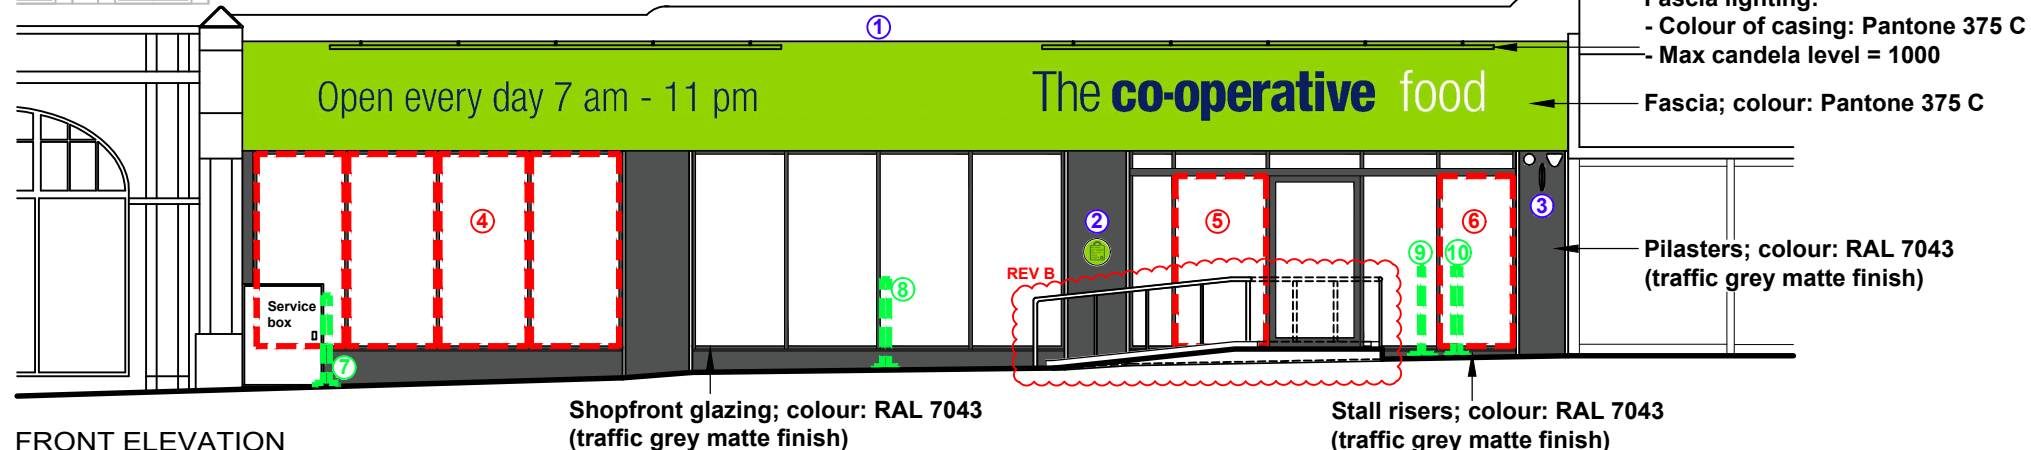 Fascia lighting:
- Colour of casing: Pantone 375 C
- Max candela level = 1000
1
Open every day 7 am - 11 pm
The co-operative food
Fascia; colour: Pantone 375 C
2
3
4
5
6
Pilasters; colour: RAL 7043
(traffic grey matte finish)
9
10
REV B
8
Service
box
7
Shopfront glazing; colour: RAL 7043
(traffic grey matte finish)
Stall risers; colour: RAL 7043
(traffic grey matte finish)
FRONT ELEVATION